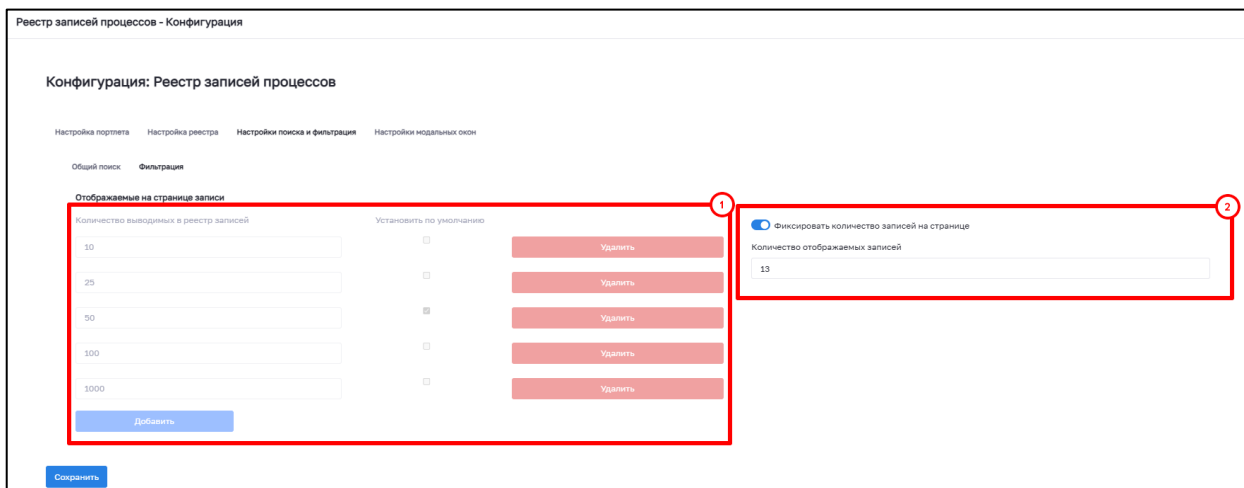 Реестр записей процессов - Конфигурация
Конфигурация: Реестр записей процессов
Настройка портлета Настройка реестра Настройки поиска и фильтрация Настройки модальных окон
Общий поиск Фильтрация
Отображаемые на странице записи
1
2
Количество выводимых в реестр записей Установить по умолчанию
Фиксировать количество записей на странице
10 Удалить
Количество отображаемых записей
13
25 Удалить
50 Удалить
100 Удалить
1000 Удалить
Добавить
Сохранить